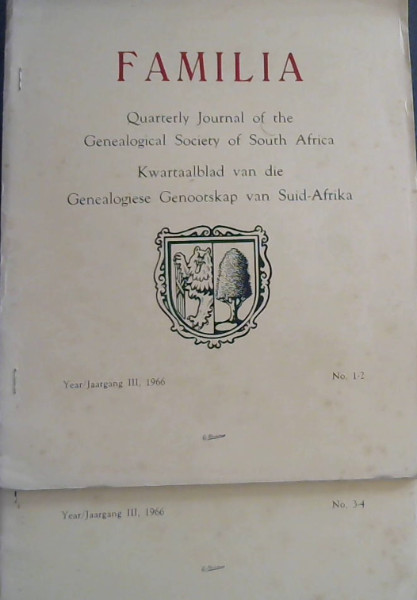 FAMILIA
Quarterly Journal of the
Genealogical Society of South Africa
Kwartaalblad van die
Genealogiese Genootskap van Suid-Afrika
Year/Jaargang III, 1966 No. 1-2
Year/Jaargang III, 1966 No. 3-4